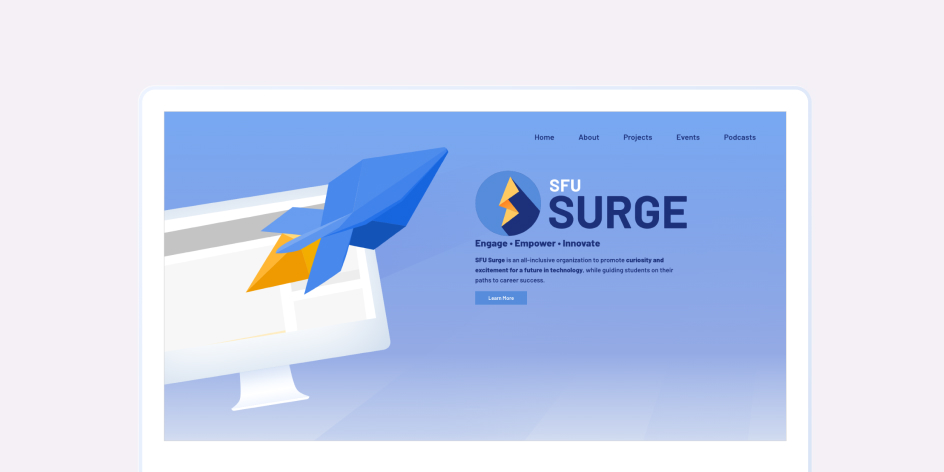 Home About Projects Events Podcasts
SFU
SURGE
Engage • Empower • Innovate
SFU Surge is an all-inclusive organization to promote curiosity and
excitement for a future in technology, while guiding students on their
paths to career success.
Learn More